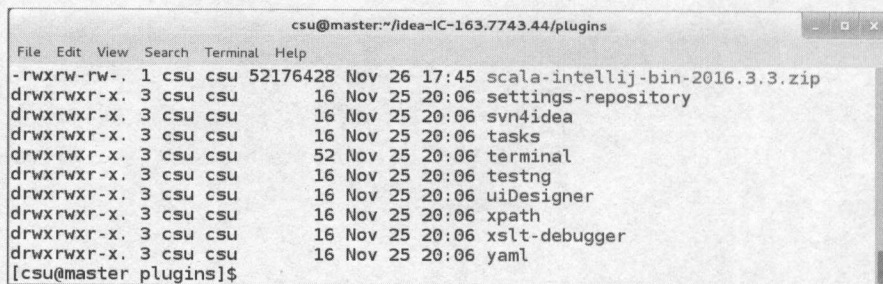 csu@master:~/idea-IC-163.7743.44/plugins
File Edit View Search Terminal Help
-rwxrw-rw-. 1 csu csu 52176428 Nov 26 17:45 scala-intellij-bin-2016.3.3.zip
drwxrwxr-x. 3 csu csu 16 Nov 25 20:06 settings-repository
drwxrwxr-x. 3 csu csu 16 Nov 25 20:06 svn4idea
drwxrwxr-x. 3 csu csu 16 Nov 25 20:06 tasks
drwxrwxr-x. 3 csu csu 52 Nov 25 20:06 terminal
drwxrwxr-x. 3 csu csu 16 Nov 25 20:06 testng
drwxrwxr-x. 3 csu csu 16 Nov 25 20:06 uiDesigner
drwxrwxr-x. 3 csu csu 16 Nov 25 20:06 xpath
drwxrwxr-x. 3 csu csu 16 Nov 25 20:06 xslt-debugger
drwxrwxr-x. 3 csu csu 16 Nov 25 20:06 yaml
[csu@master plugins]$